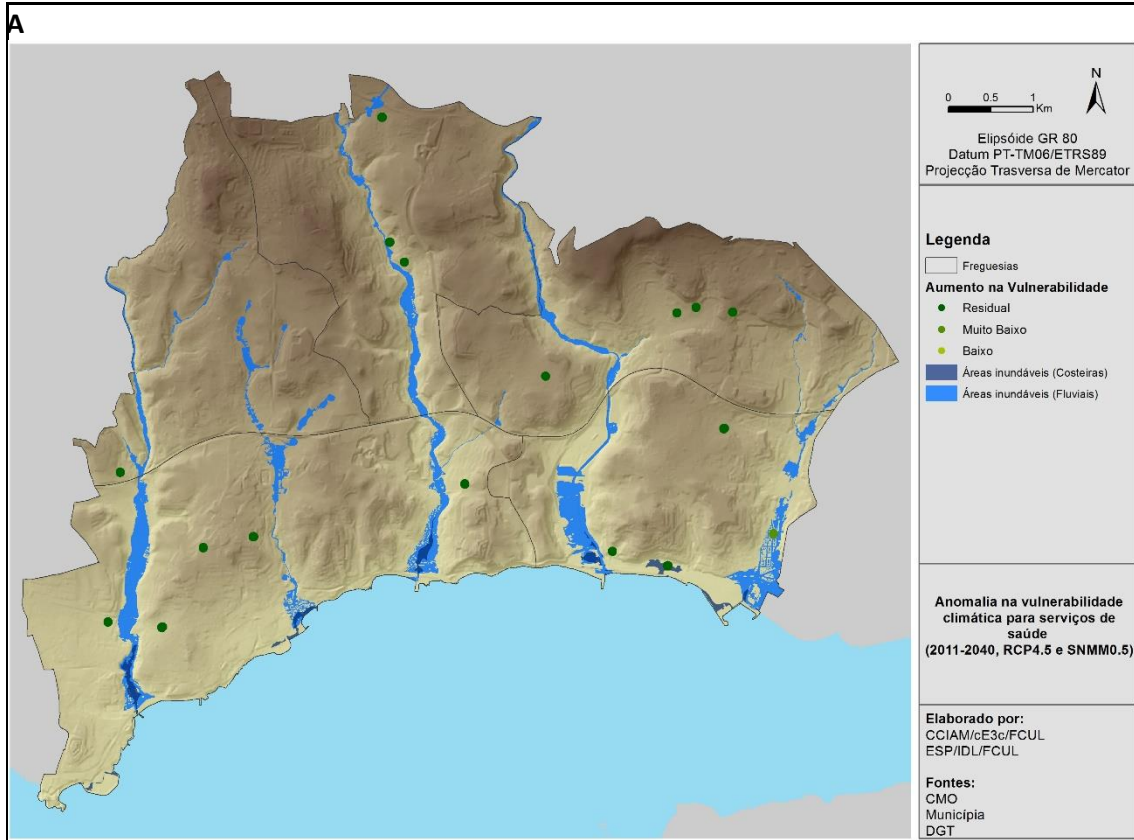 A
N
0 0.5 1
Km
Elipsóide GR 80
Datum PT-TM06/ETRS89
Projecção Trasversa de Mercator
Legenda
Freguesias
Aumento na Vulnerabilidade
Residual
Muito Baixo
Baixo
Áreas inundáveis (Costeiras)
Áreas inundáveis (Fluviais)
Anomalia na vulnerabilidade
climática para serviços de
saúde
(2011-2040, RCP4.5 e SNMM0.5)
Elaborado por:
CCIAM/cE3c/FCUL
ESP/IDL/FCUL
Fontes:
CMO
Municípia
DGT